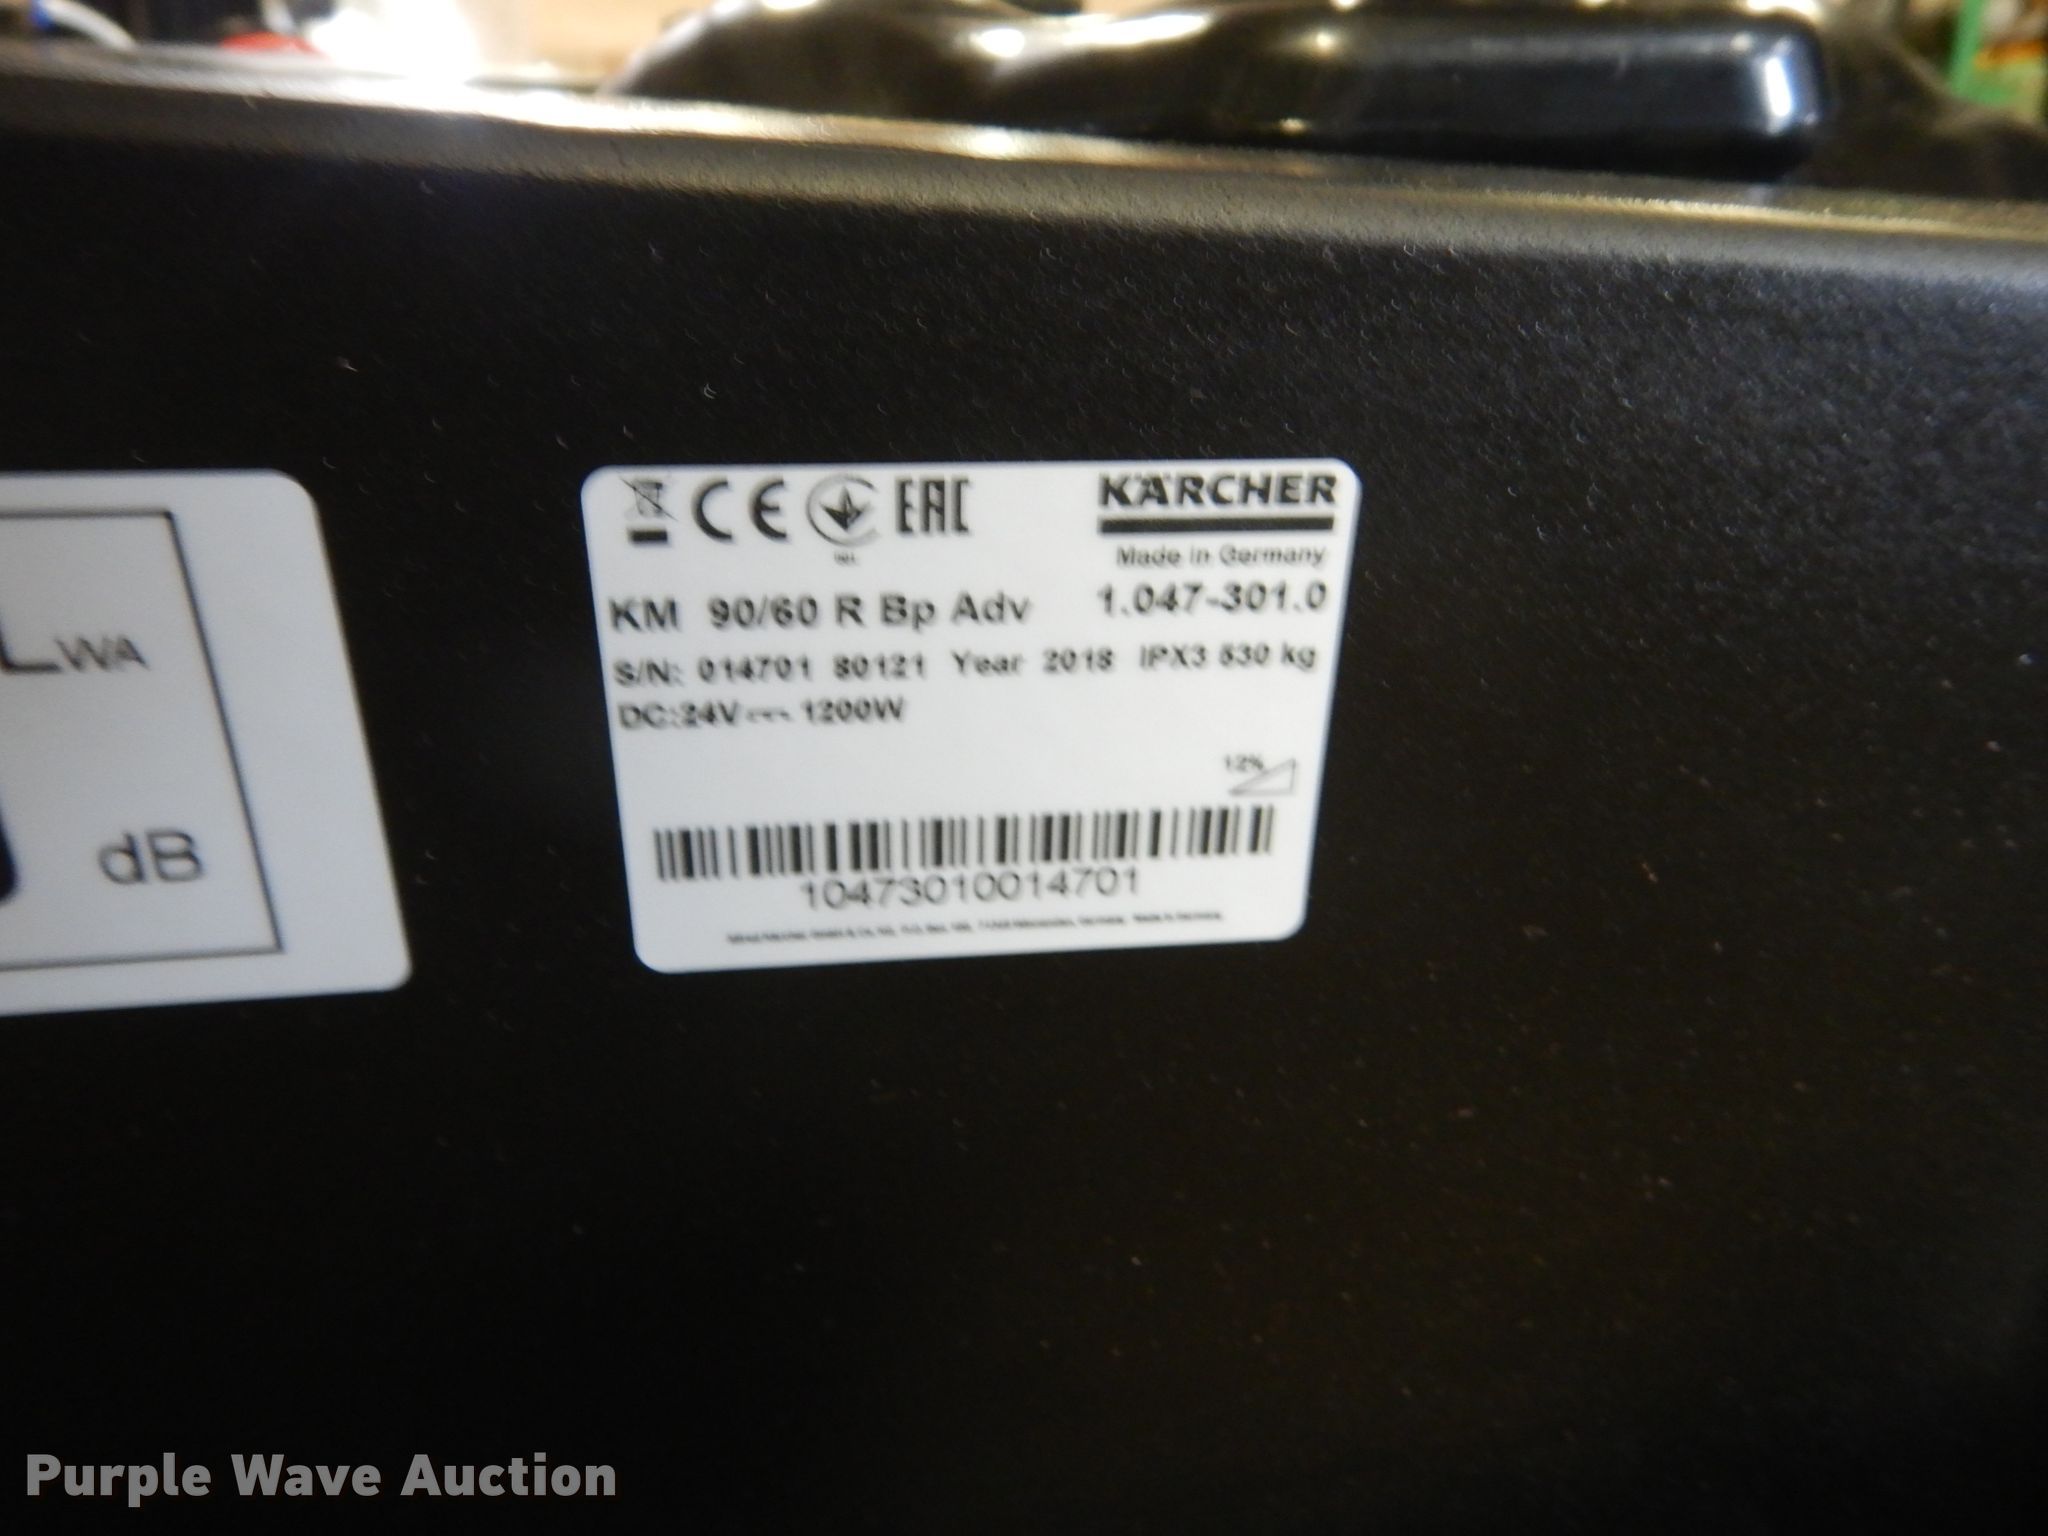 LWA
dB
CE EAC
KÄRCHER
Made in Germany
KM 90/60 R Bp Adv 1.047-301.0
S/N: 014701 80121 Year 2018 IPX3 530 kg
DC:24V 1200W
12%
10473010014701
Purple Wave Auction